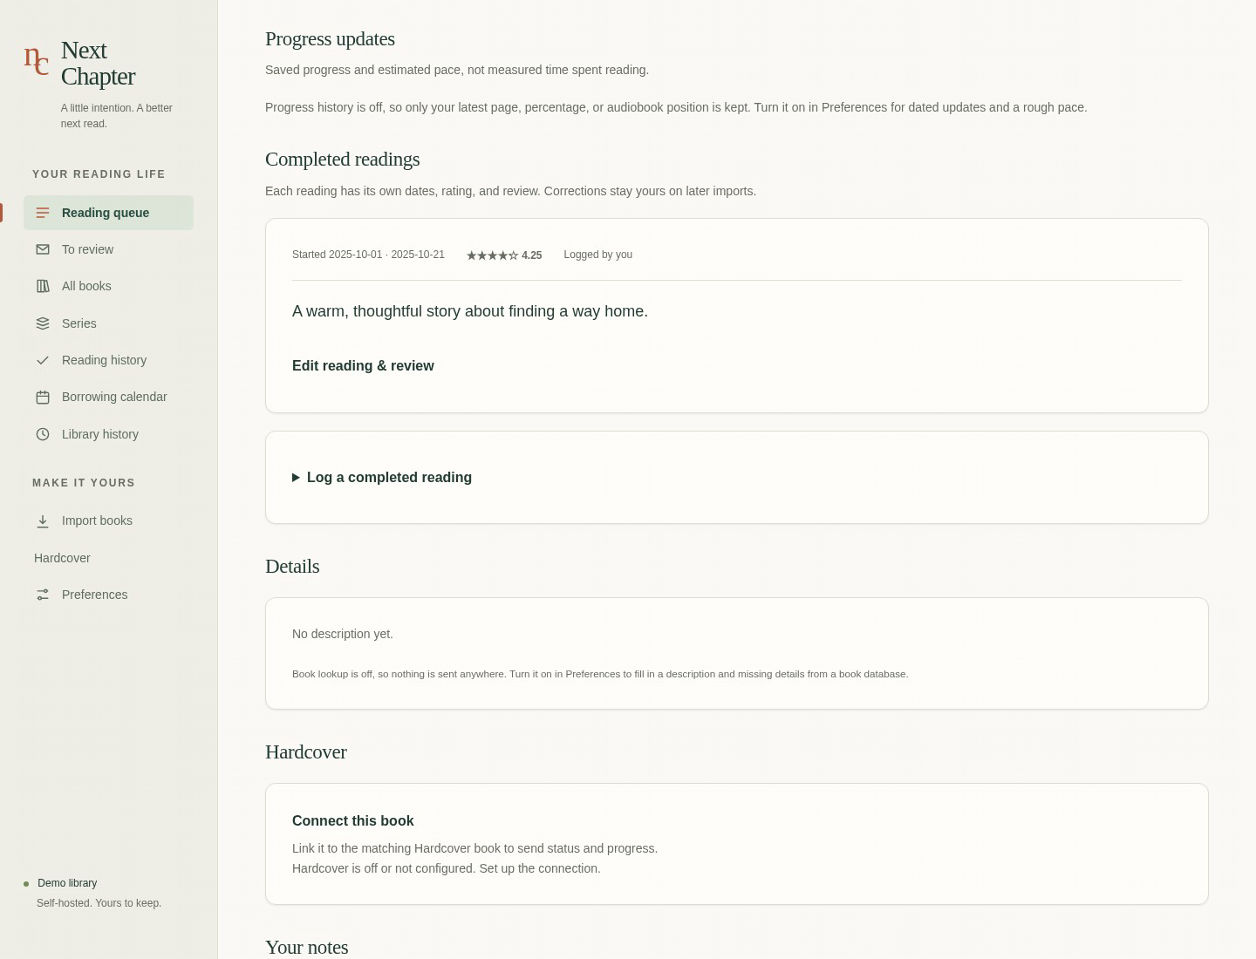 nc
Next
Chapter
A little intention. A better
next read.
YOUR READING LIFE
Reading queue
To review
All books
Series
Reading history
Borrowing calendar
Library history
MAKE IT YOURS
Import books
Hardcover
Preferences
Demo library
Self-hosted. Yours to keep.
Progress updates
Saved progress and estimated pace, not measured time spent reading.
Progress history is off, so only your latest page, percentage, or audiobook position is kept. Turn it on in Preferences for dated updates and a rough pace.
Completed readings
Each reading has its own dates, rating, and review. Corrections stay yours on later imports.
Started 2025-10-01 · 2025-10-21 ★★★★☆ 4.25 Logged by you
A warm, thoughtful story about finding a way home.
Edit reading & review
▶ Log a completed reading
Details
No description yet.
Book lookup is off, so nothing is sent anywhere. Turn it on in Preferences to fill in a description and missing details from a book database.
Hardcover
Connect this book
Link it to the matching Hardcover book to send status and progress.
Hardcover is off or not configured. Set up the connection.
Your notes